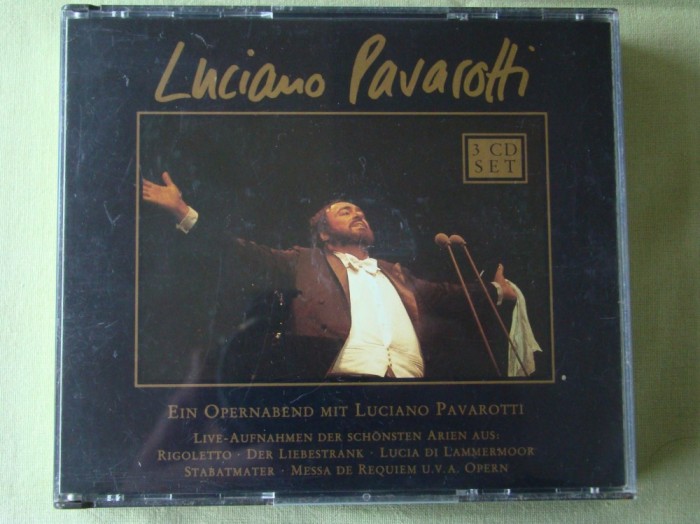 Luciano Pavarotti
3 CD
SET
EIN OPERNABEND MIT LUCIANO PAVAROTTI
LIVE-AUFNAHMEN DER SCHÖNSTEN ARIEN AUS:
RIGOLETTO · DER LIEBESTRANK · LUCIA DI L'AMMERMOOR
STABATMATER · MESSA DE REQUIEM U.V.A. OPERN